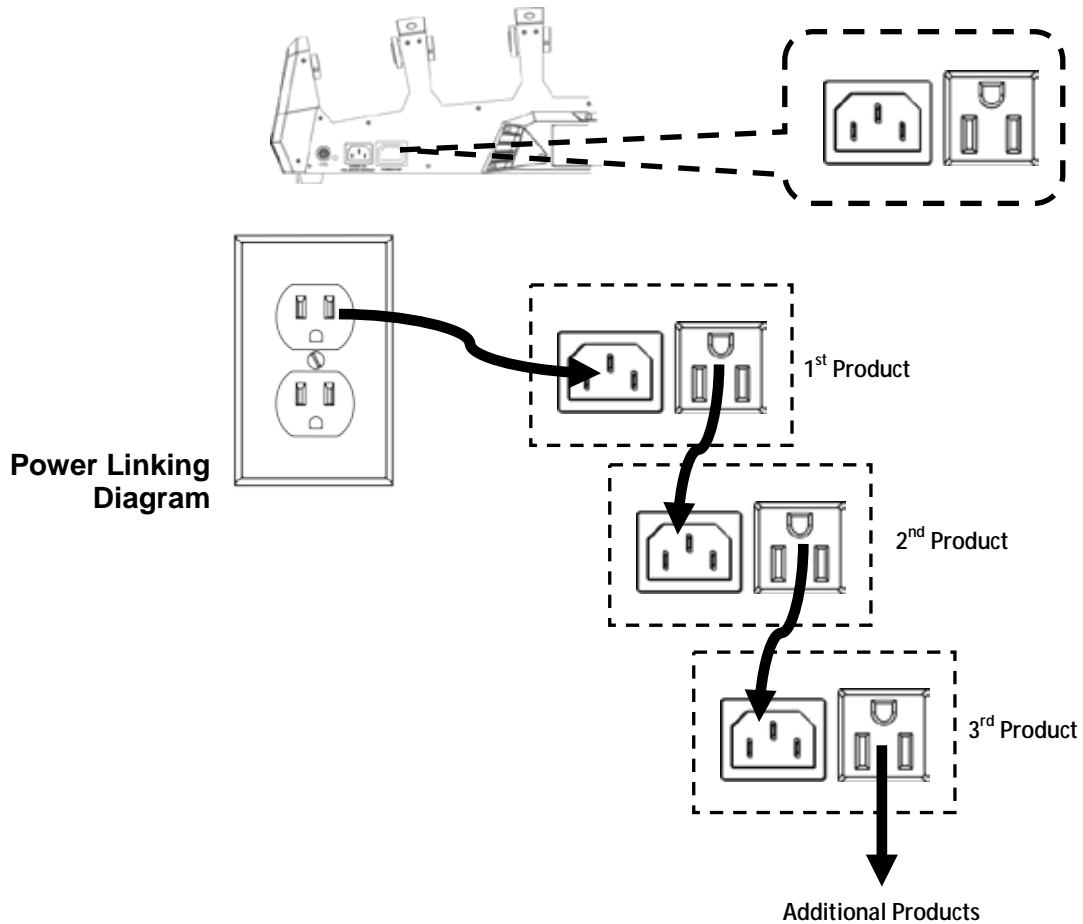 Power Linking
Diagram
1st Product
2nd Product
3rd Product
Additional Products